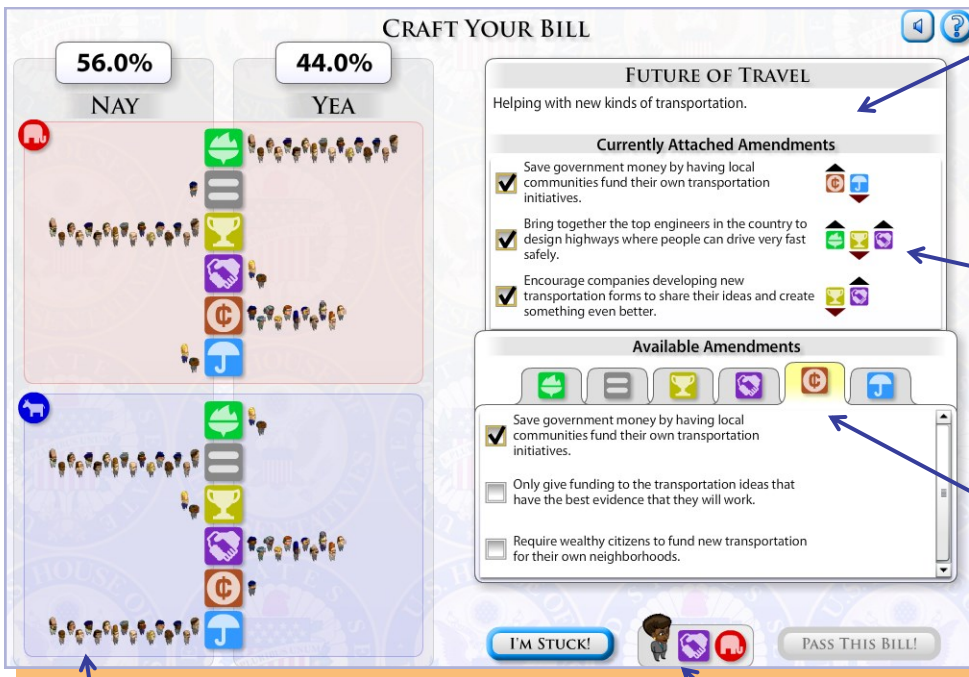 CRAFT YOUR BILL
56.0%
44.0%
NAY
YEA
FUTURE OF TRAVEL
Helping with new kinds of transportation.
Currently Attached Amendments
Save government money by having local
communities fund their own transportation
initiatives.
Bring together the top engineers in the country to
design highways where people can drive very fast
safely.
Encourage companies developing new
transportation forms to share their ideas and create
something even better.
Available Amendments
Save government money by having local
communities fund their own transportation
initiatives.
Only give funding to the transportation ideas that
have the best evidence that they will work.
Require wealthy citizens to fund new transportation
for their own neighborhoods.
I'M STUCK!
PASS THIS BILL!